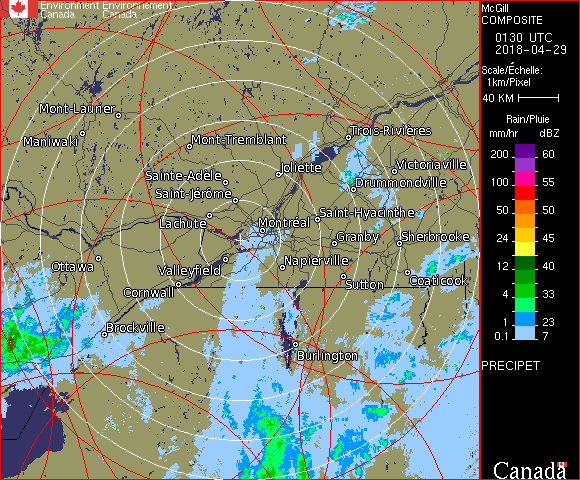 Environment Environnement
Canada Canada
McGill
COMPOSITE
0130 UTC
2018-04-29
Scale/Échelle:
1km/Pixel
40 KM
Rain/Pluie
mm/hr dBZ
200 60
100 55
50 50
24 45
12 40
4 33
1 23
0.1 7
PRECIPET
Canada
Mont-Laurier
Maniwaki
Mont-Tremblant
Trois-Rivières
Victoriaville
Joliette
Sainte-Adèle
Drummondville
Saint-Jérôme
Lachute
Montréal
Saint-Hyacinthe
Granby
Sherbrooke
Ottawa
Valleyfield
Napierville
Cornwall
Sutton
Coaticook
Brockville
Burlington